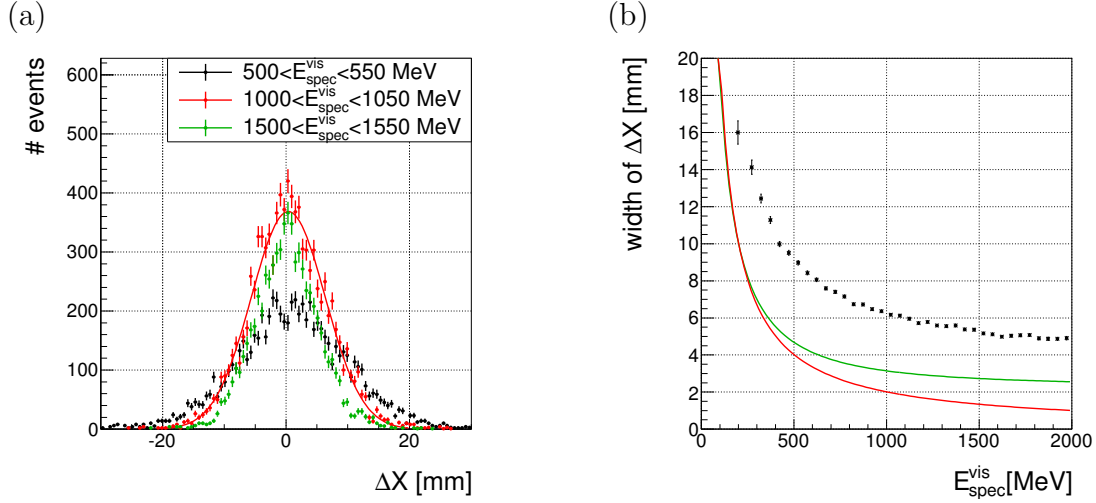 (a)
# events
600
500
400
300
200
100
0
500<E^vis_spec<550 MeV
1000<E^vis_spec<1050 MeV
1500<E^vis_spec<1550 MeV
-20
0
20
ΔX [mm]
(b)
width of ΔX [mm]
20
18
16
14
12
10
8
6
4
2
0
0
500
1000
1500
2000
E^vis_spec[MeV]